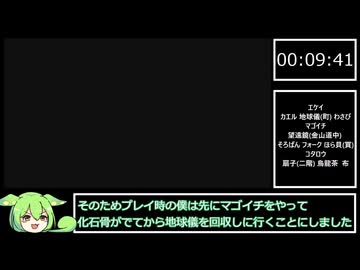 00:09:41
エケイ
カエル 地球儀(町) わさび
マゴイチ
望遠鏡(金山道中)
そろばん フォーク ほら貝(買)
コタロウ
扇子(二階) 烏龍茶 布
そのためプレイ時の僕は先にマゴイチをやって
化石骨がでてから地球儀を回収しに行くことにしました